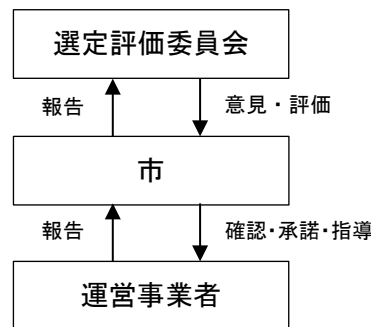 選定評価委員会
報告
意見・評価
市
報告
確認・承諾・指導
運営事業者